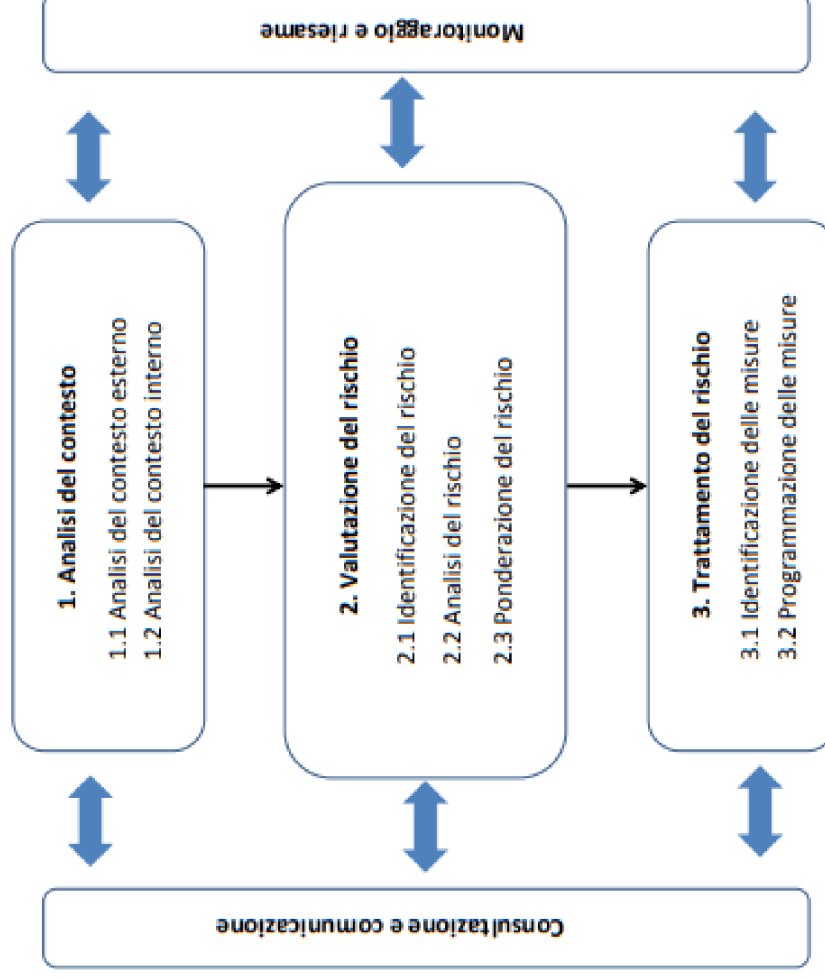 Consultazione e comunicazione
1. Analisi del contesto
1.1 Analisi del contesto esterno
1.2 Analisi del contesto interno
2. Valutazione del rischio
2.1 Identificazione del rischio
2.2 Analisi del rischio
2.3 Ponderazione del rischio
3. Trattamento del rischio
3.1 Identificazione delle misure
3.2 Programmazione delle misure
Monitoraggio e riesame